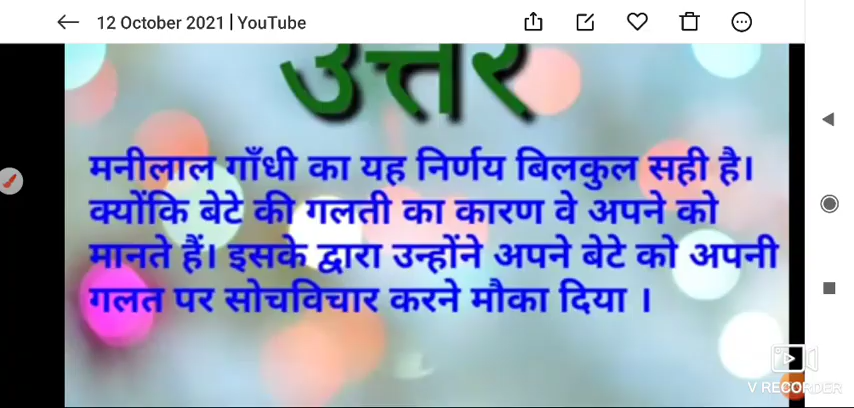 12 October 2021 | YouTube
उत्तर
मनीलाल गाँधी का यह निर्णय बिलकुल सही है।
क्योंकि बेटे की गलती का कारण वे अपने को
मानते हैं। इसके द्वारा उन्होंने अपने बेटे को अपनी
गलत पर सोचविचार करने मौका दिया ।
V RECORDER